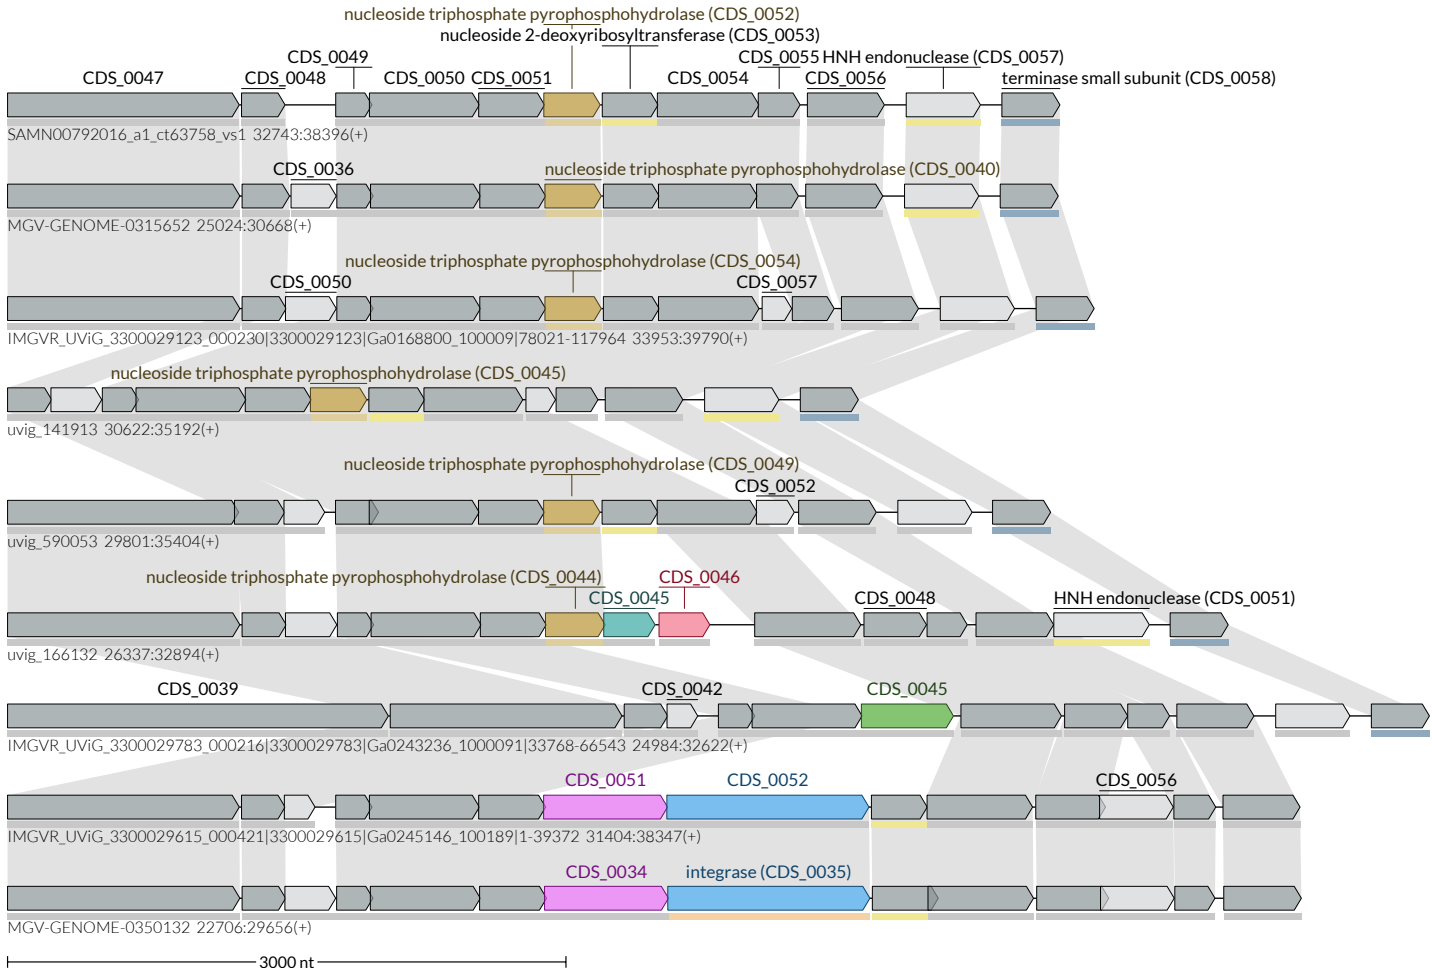 nucleoside triphosphate pyrophosphohydrolase (CDS_0052)
nucleoside 2-deoxyribosyltransferase (CDS_0053)
CDS_0049 CDS_0055 HNH endonuclease (CDS_0057)
CDS_0047 CDS_0048 CDS_0050 CDS_0051 CDS_0054 CDS_0056 terminase small subunit (CDS_0058)
SAMN00792016_a1_ct63758_vs1 32743:38396(+)
CDS_0036 nucleoside triphosphate pyrophosphohydrolase (CDS_0040)
MGV-GENOME-0315652 25024:30668(+)
nucleoside triphosphate pyrophosphohydrolase (CDS_0054)
CDS_0050 CDS_0057
IMGVR_UViG_3300029123_000230|3300029123|Ga0168800_100009|78021-117964 33953:39790(+)
nucleoside triphosphate pyrophosphohydrolase (CDS_0045)
uvig_141913 30622:35192(+)
nucleoside triphosphate pyrophosphohydrolase (CDS_0049)
CDS_0052
uvig_590053 29801:35404(+)
nucleoside triphosphate pyrophosphohydrolase (CDS_0044) CDS_0046
CDS_0045 CDS_0048 HNH endonuclease (CDS_0051)
uvig_166132 26337:32894(+)
CDS_0039 CDS_0042 CDS_0045
IMGVR_UViG_3300029783_000216|3300029783|Ga0243236_1000091|33768-66543 24984:32622(+)
CDS_0051 CDS_0052 CDS_0056
IMGVR_UViG_3300029615_000421|3300029615|Ga0245146_100189|1-39372 31404:38347(+)
CDS_0034 integrase (CDS_0035)
MGV-GENOME-0350132 22706:29656(+)
3000 nt